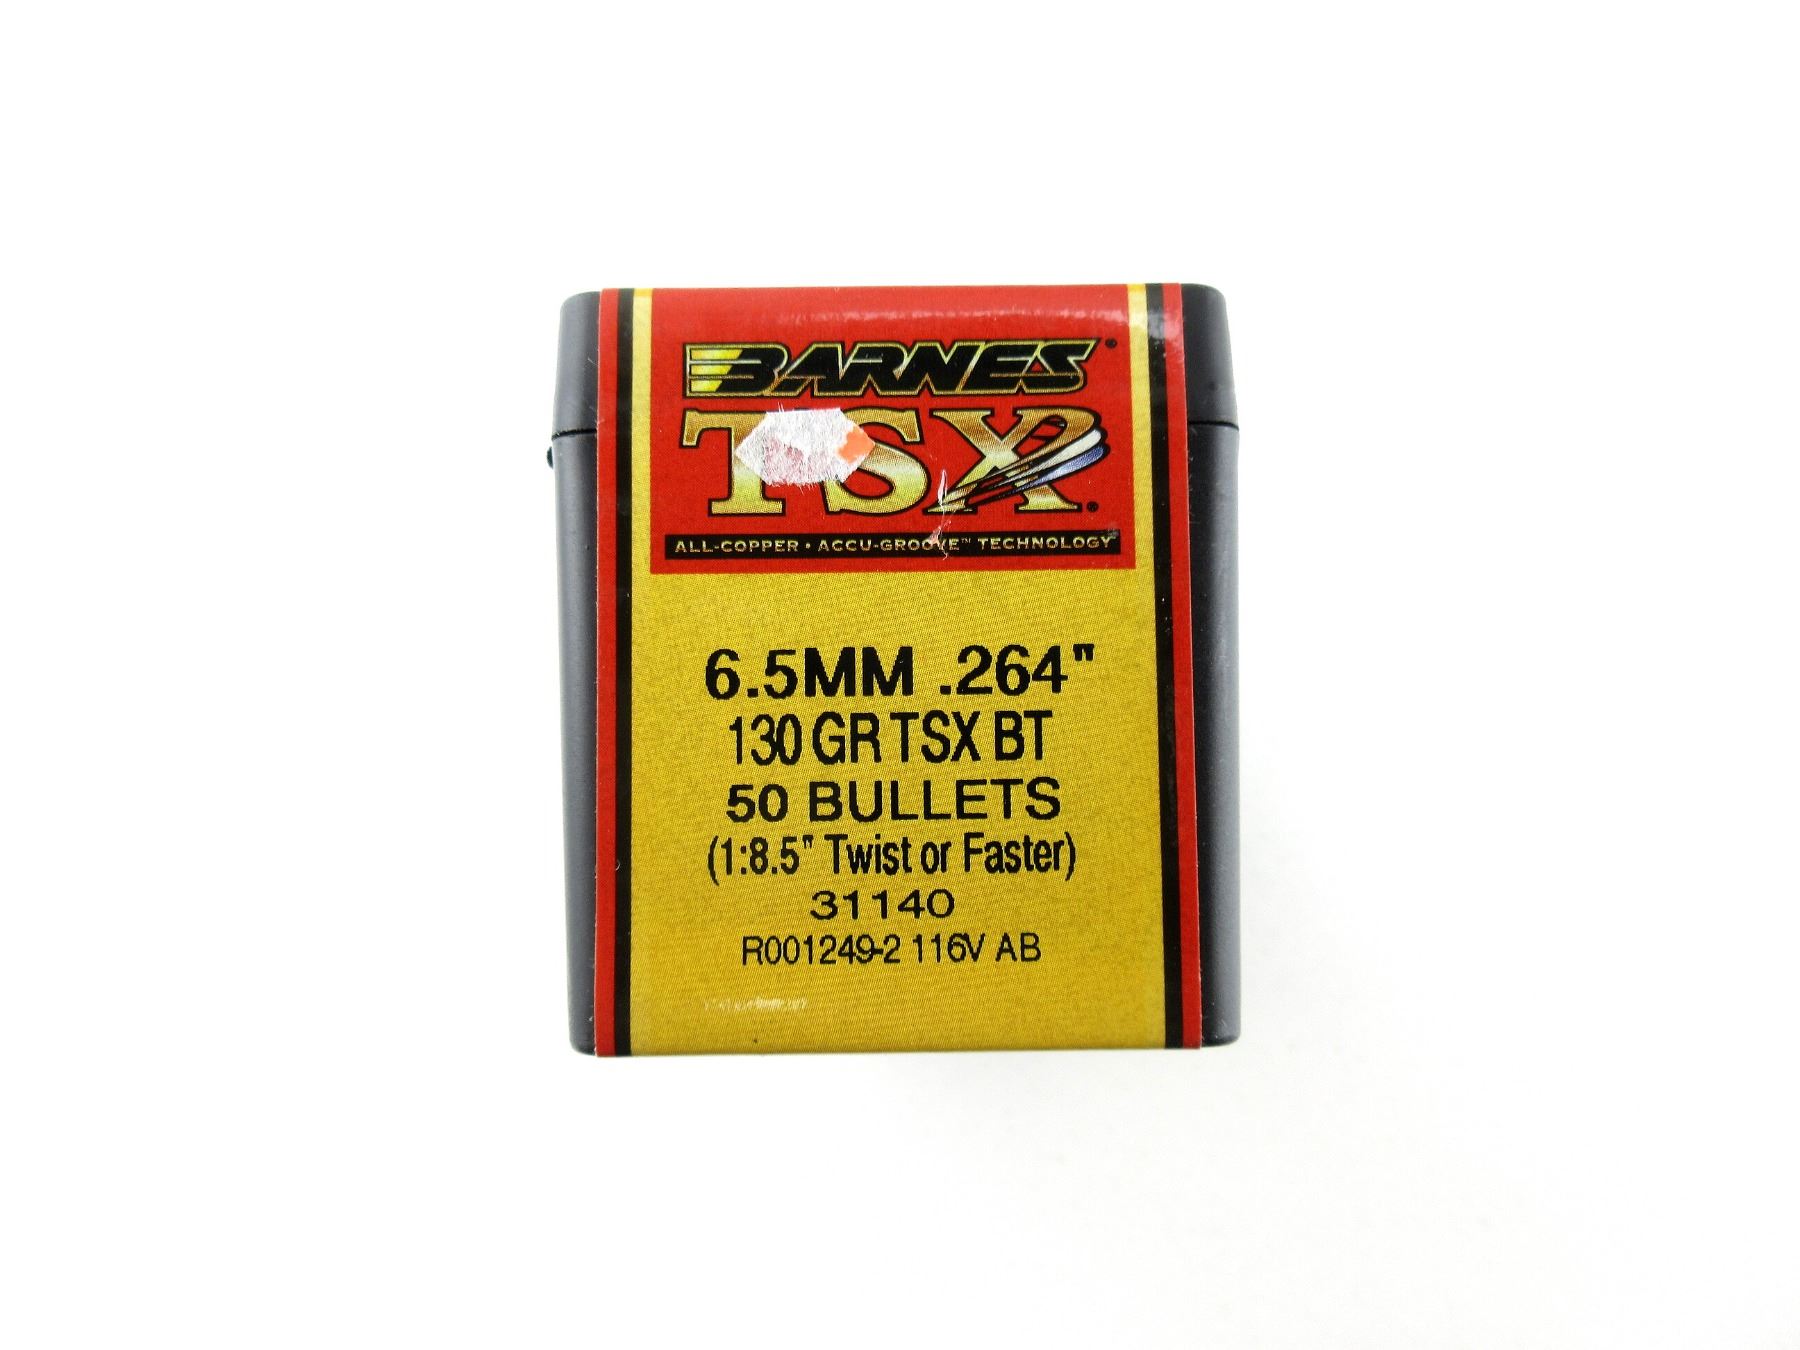 BARNES®
TSX®
ALL-COPPER • ACCU-GROOVE™ TECHNOLOGY
6.5MM .264"
130 GR TSX BT
50 BULLETS
(1:8.5" Twist or Faster)
31140
R001249-2 116V AB